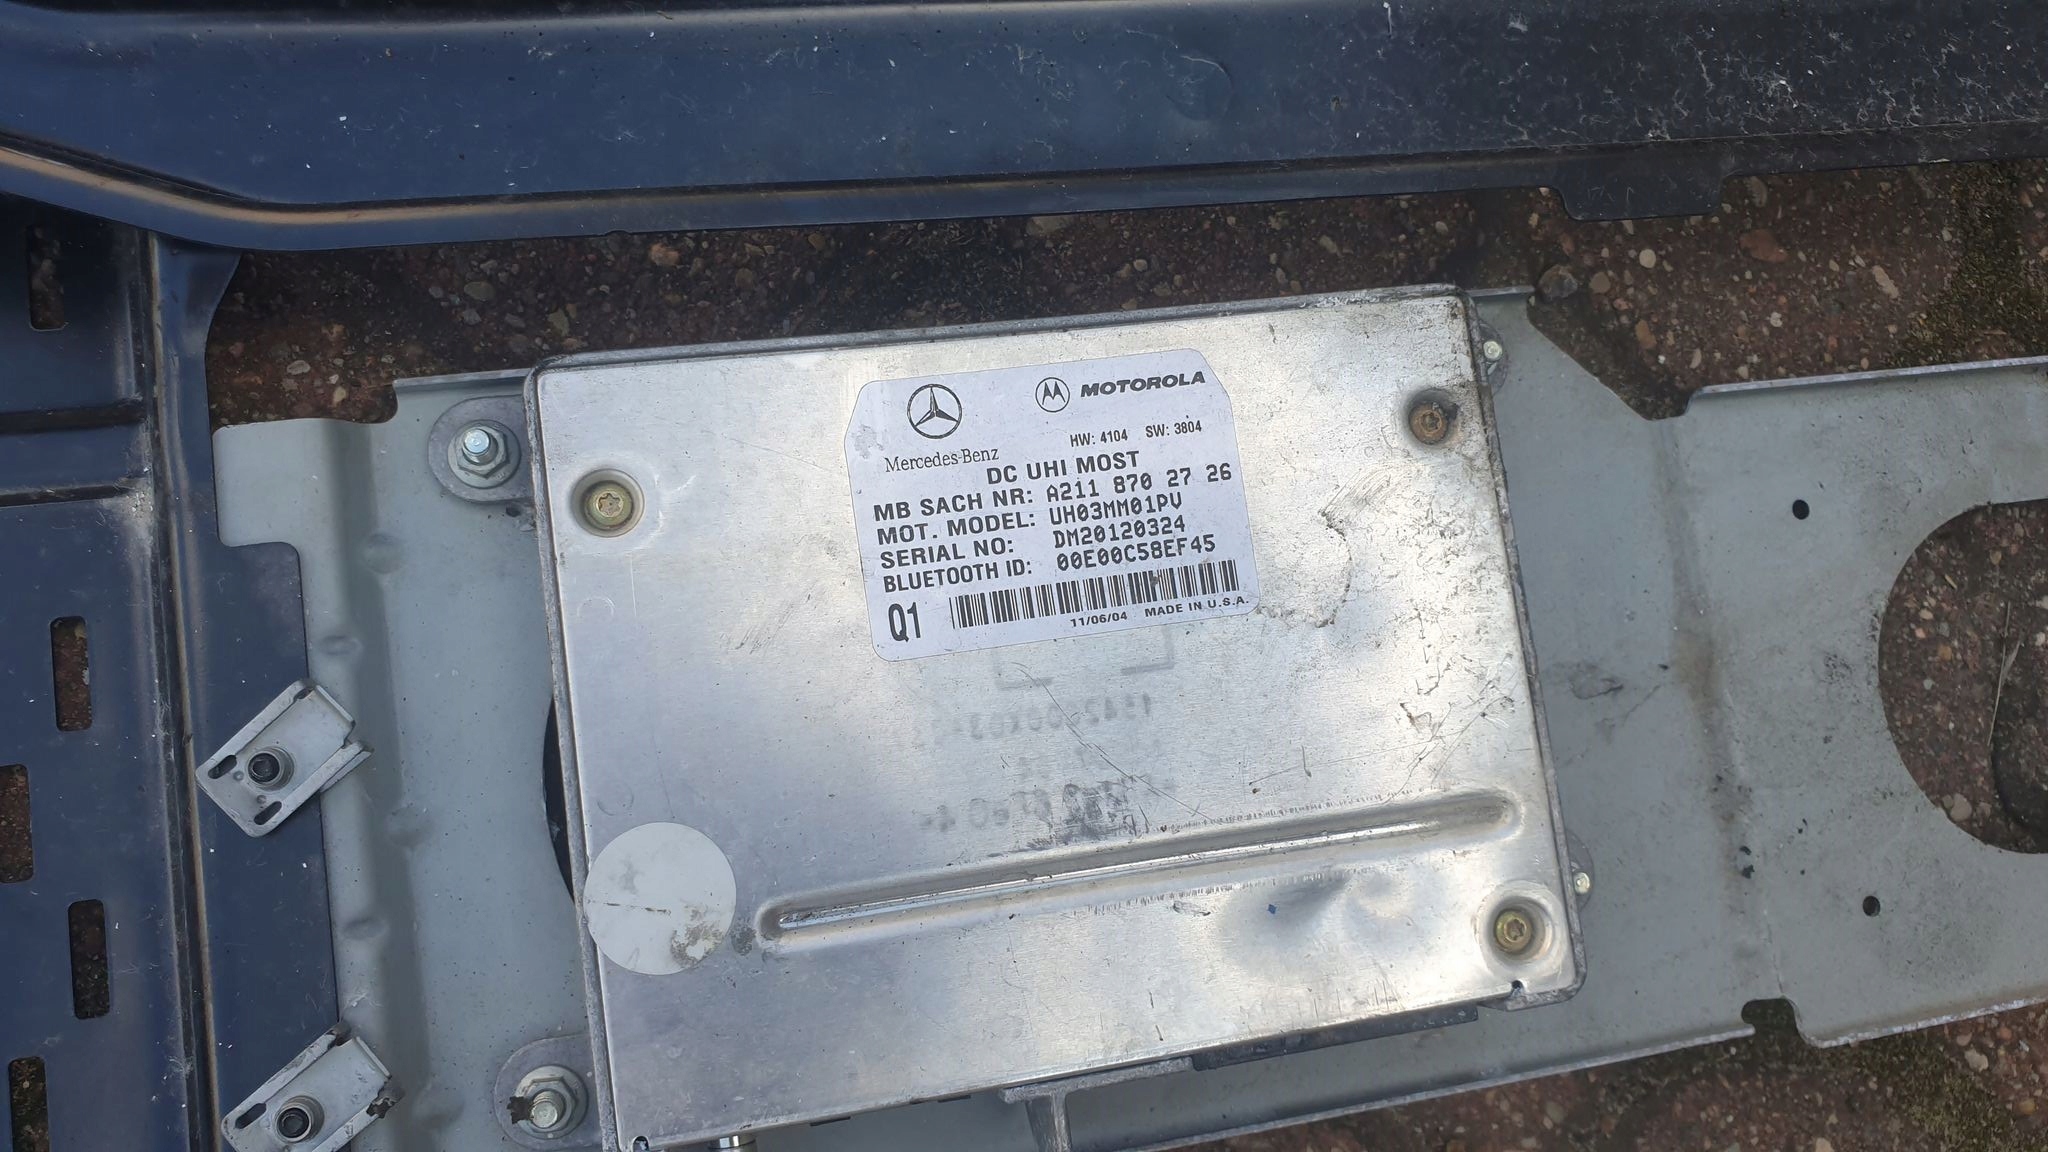 MOTOROLA
Mercedes-Benz
HW: 4104 SW: 3804
DC UHI MOST
MB SACH NR: A211 870 27 26
MOT. MODEL: UH03MM01PV
SERIAL NO: DM20120324
BLUETOOTH ID: 00E00C58EF45
Q1
11/06/04 MADE IN U.S.A.